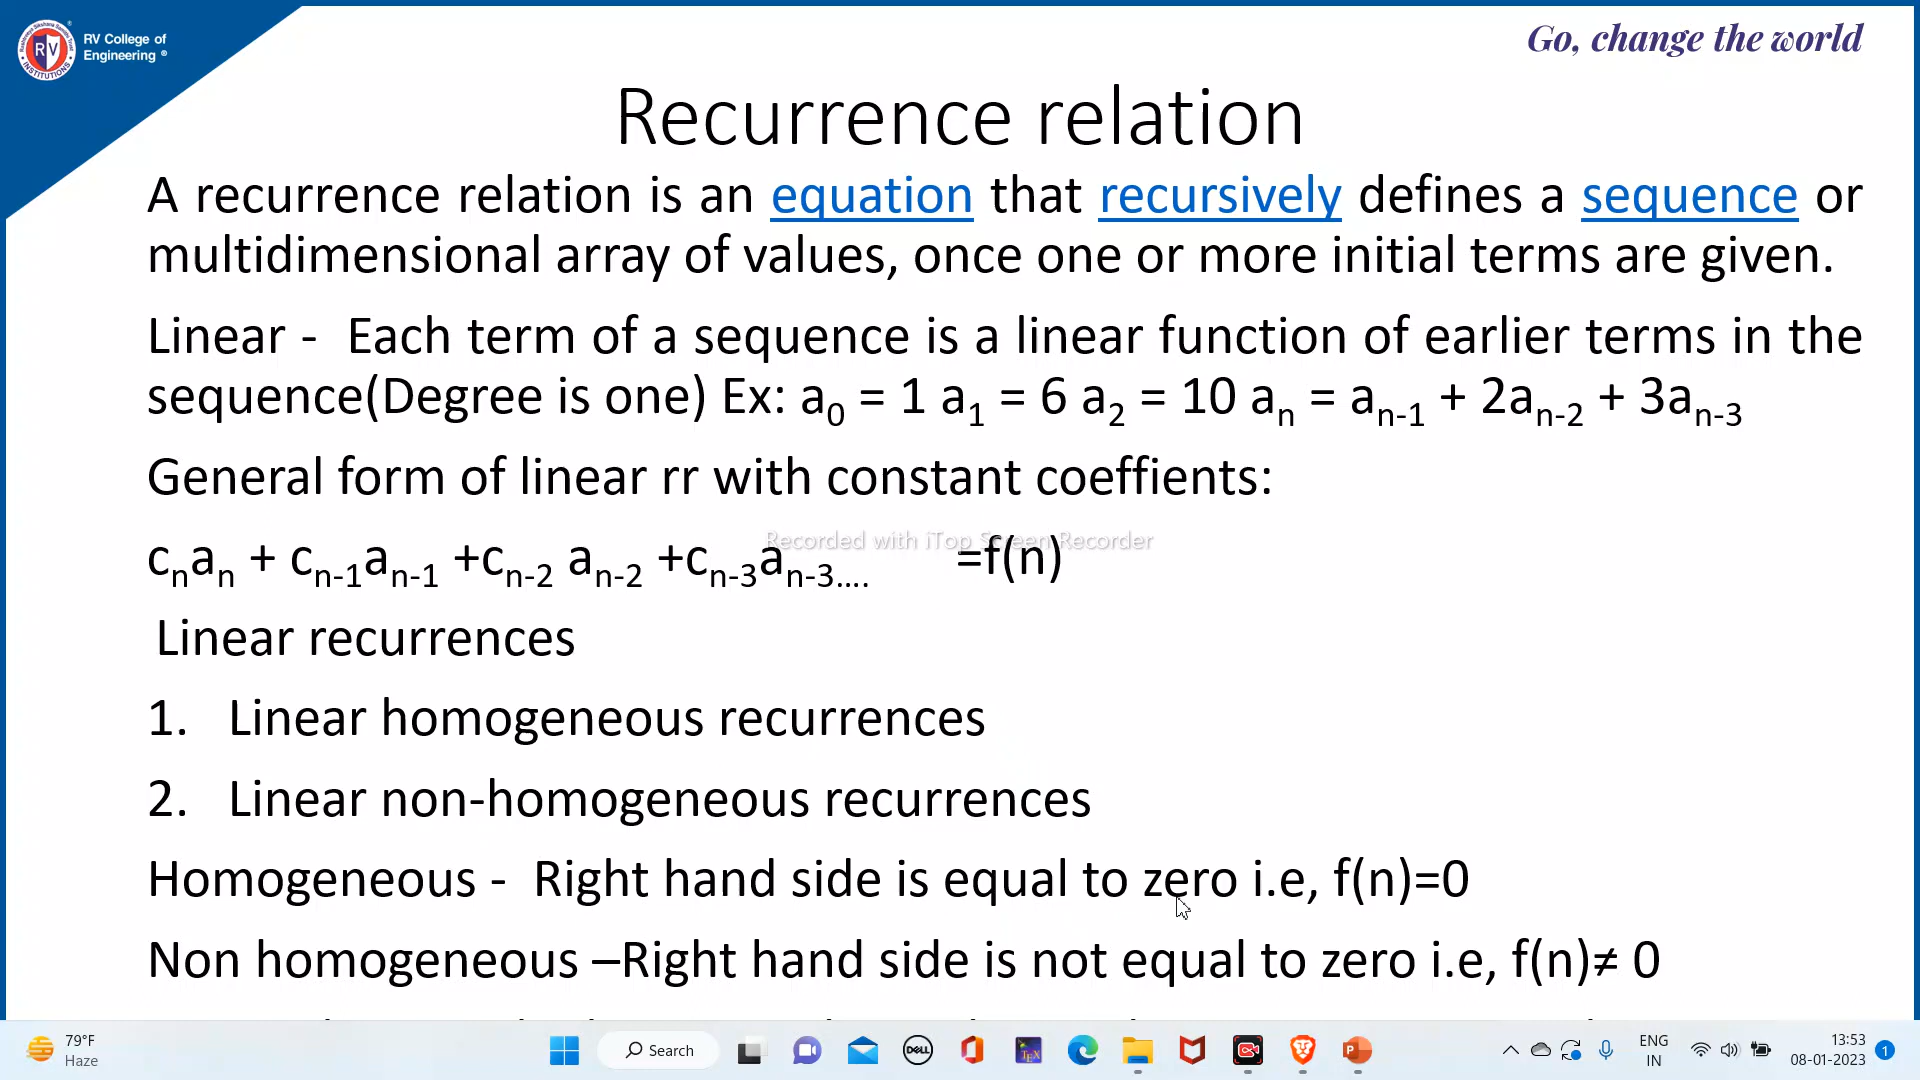 RV College of
Engineering ®
Go, change the world
Recurrence relation
A recurrence relation is an equation that recursively defines a sequence or
multidimensional array of values, once one or more initial terms are given.
Linear - Each term of a sequence is a linear function of earlier terms in the
sequence(Degree is one) Ex: a₀ = 1 a₁ = 6 a₂ = 10 aₙ = aₙ₋₁ + 2aₙ₋₂ + 3aₙ₋₃
General form of linear rr with constant coeffients:
Recorded with iTop Screen Recorder
cₙaₙ + cₙ₋₁aₙ₋₁ +cₙ₋₂ aₙ₋₂ +cₙ₋₃aₙ₋₃.... =f(n)
Linear recurrences
1. Linear homogeneous recurrences
2. Linear non-homogeneous recurrences
Homogeneous - Right hand side is equal to zero i.e, f(n)=0
Non homogeneous –Right hand side is not equal to zero i.e, f(n)≠ 0
79°F
Haze
Search
ENG
IN
13:53
08-01-2023
1